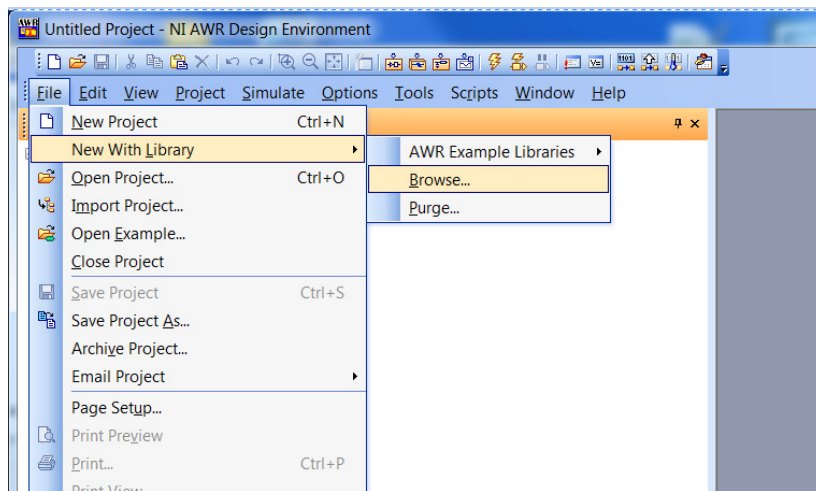 Untitled Project - NI AWR Design Environment
File Edit View Project Simulate Options Tools Scripts Window Help
New Project Ctrl+N
New With Library
AWR Example Libraries
Open Project... Ctrl+O
Browse...
Import Project...
Purge...
Open Example...
Close Project
Save Project Ctrl+S
Save Project As...
Archive Project...
Email Project
Page Setup...
Print Preview
Print... Ctrl+P
Print View